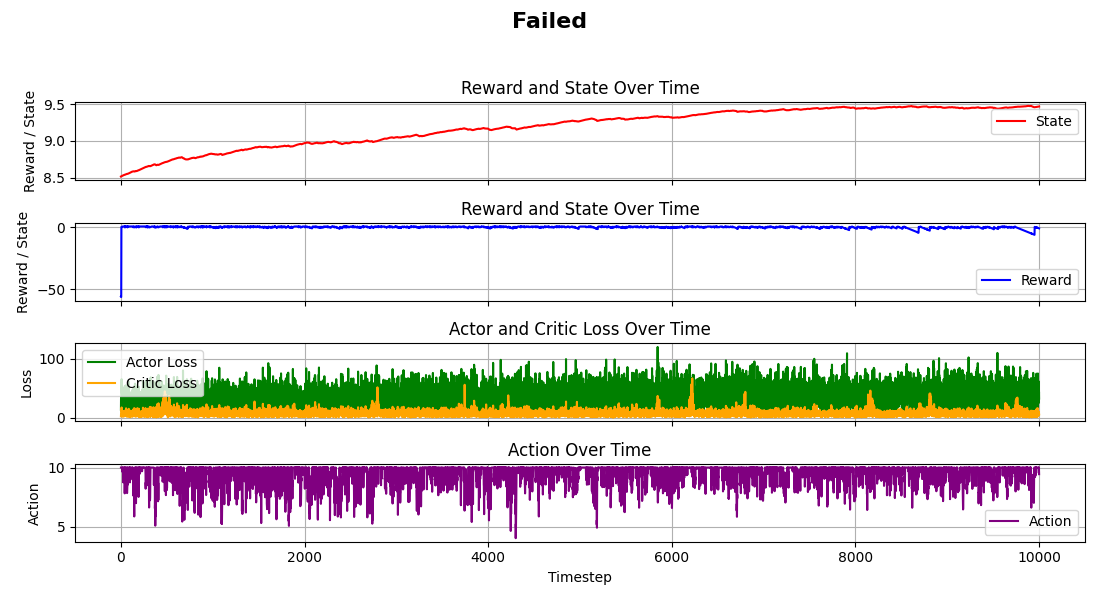 Failed
Reward and State Over Time
Reward / State
9.5
9.0
8.5
State
Reward and State Over Time
Reward / State
0
−50
Reward
Actor and Critic Loss Over Time
Loss
100
0
Actor Loss
Critic Loss
Action Over Time
Action
10
5
Action
0 2000 4000 6000 8000 10000
Timestep